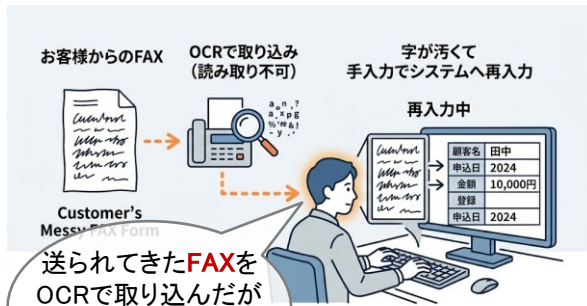 お客様からのFAX
OCRで取り込み
(読み取り不可)
字が汚くて
手入力でシステムへ再入力
再入力中
顧客名 田中
申込日 2024
金額 10,000円
登録
申込日 2024
Customer's
Messy FAX Form
送られてきたFAXを
OCRで取り込んだが